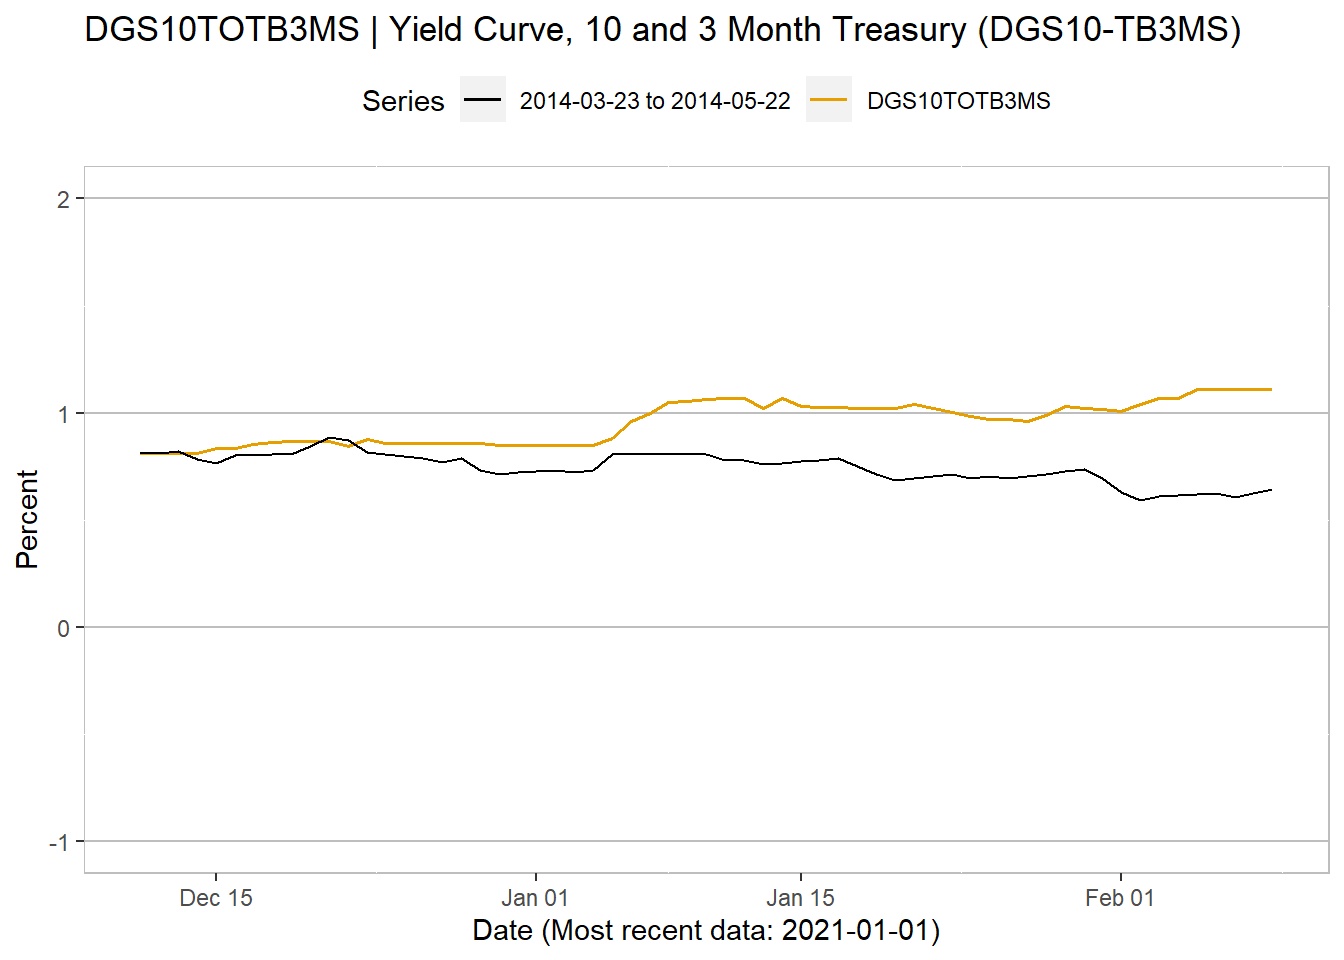 DGS10TOTB3MS | Yield Curve, 10 and 3 Month Treasury (DGS10-TB3MS)
Series 2014-03-23 to 2014-05-22 DGS10TOTB3MS
2
1
0
-1
Percent
Dec 15 Jan 01 Jan 15 Feb 01
Date (Most recent data: 2021-01-01)